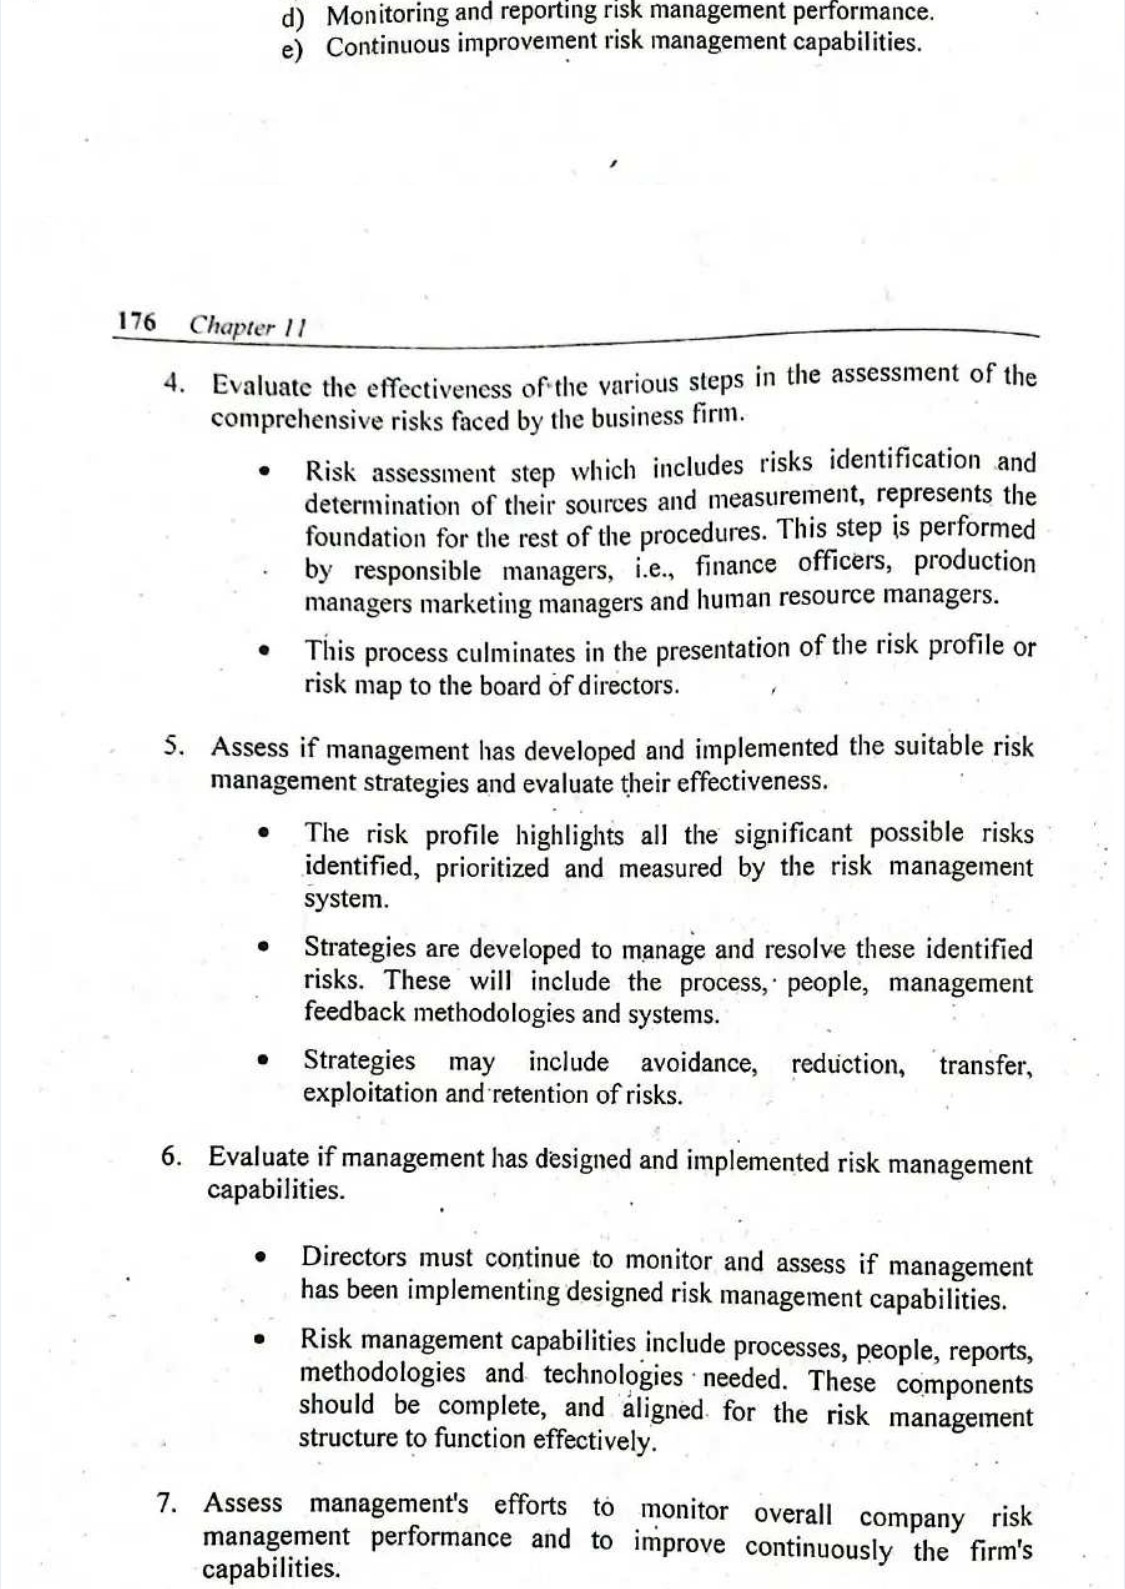 d) Monitoring and reporting risk management performance.
e) Continuous improvement risk management capabilities.
176 Chapter 11
4. Evaluate the effectiveness of the various steps in the assessment of the
comprehensive risks faced by the business firm.
• Risk assessment step which includes risks identification and
determination of their sources and measurement, represents the
foundation for the rest of the procedures. This step is performed
by responsible managers, i.e., finance officers, production
managers marketing managers and human resource managers.
• This process culminates in the presentation of the risk profile or
risk map to the board of directors.
5. Assess if management has developed and implemented the suitable risk
management strategies and evaluate their effectiveness.
• The risk profile highlights all the significant possible risks
identified, prioritized and measured by the risk management
system.
• Strategies are developed to manage and resolve these identified
risks. These will include the process, people, management
feedback methodologies and systems.
• Strategies may include avoidance, reduction, transfer,
exploitation and retention of risks.
6. Evaluate if management has designed and implemented risk management
capabilities.
• Directors must continue to monitor and assess if management
has been implementing designed risk management capabilities.
• Risk management capabilities include processes, people, reports,
methodologies and technologies needed. These components
should be complete, and aligned for the risk management
structure to function effectively.
7. Assess management's efforts to monitor overall company risk
management performance and to improve continuously the firm's
capabilities.